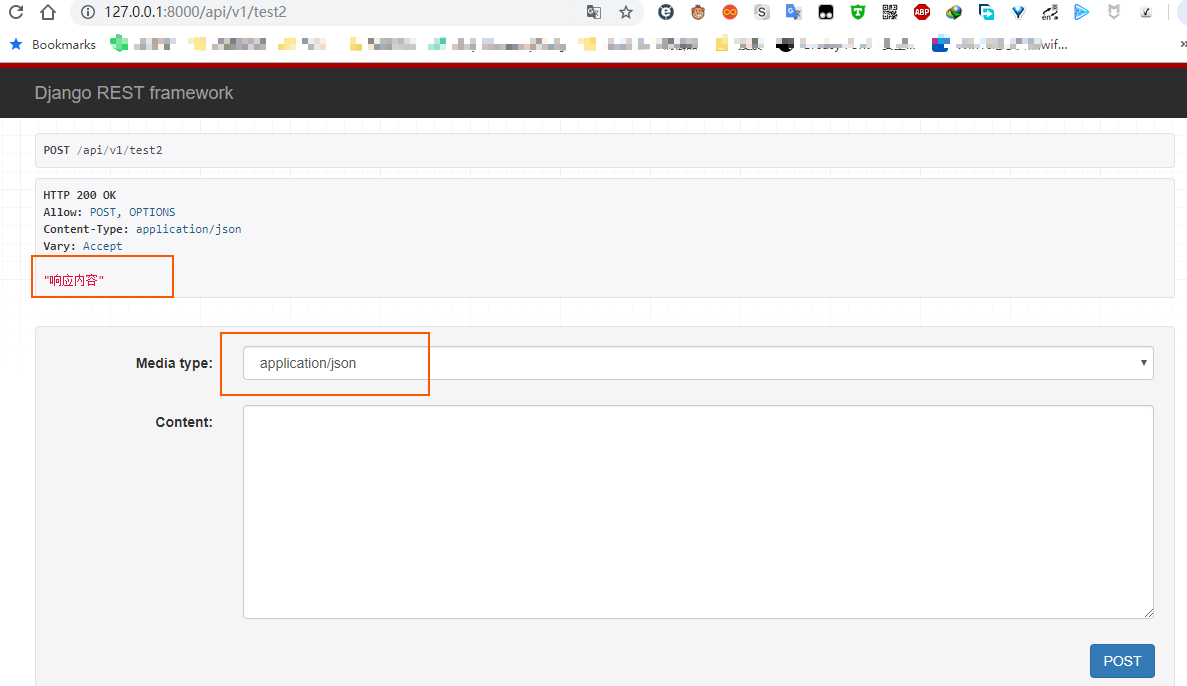 127.0.0.1:8000/api/v1/test2
Bookmarks
wif...
Django REST framework
POST /api/v1/test2
HTTP 200 OK
Allow: POST, OPTIONS
Content-Type: application/json
Vary: Accept
"响应内容"
Media type: application/json
Content:
POST